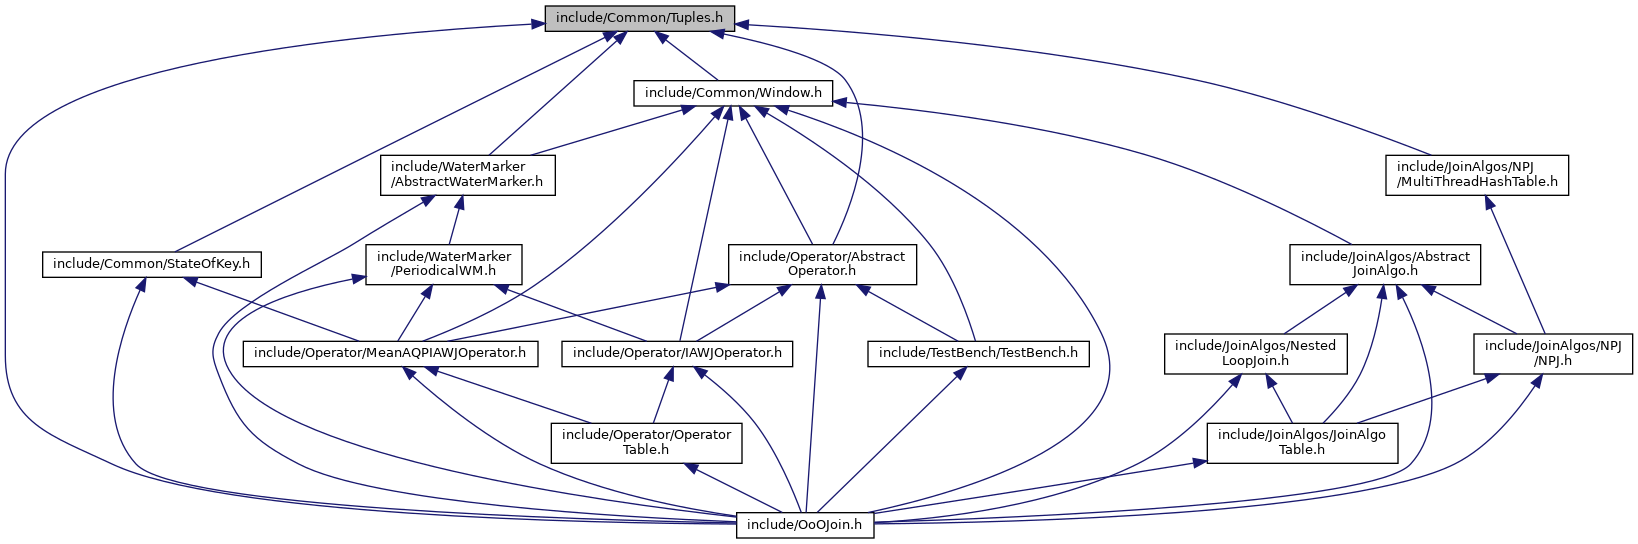 include/Common/Tuples.h
include/Common/Window.h
include/WaterMarker
/AbstractWaterMarker.h
include/JoinAlgos/NPJ
/MultiThreadHashTable.h
include/Common/StateOfKey.h
include/WaterMarker
/PeriodicalWM.h
include/Operator/Abstract
Operator.h
include/JoinAlgos/Abstract
JoinAlgo.h
include/Operator/MeanAQPIAWJOperator.h
include/Operator/IAWJOperator.h
include/TestBench/TestBench.h
include/JoinAlgos/Nested
LoopJoin.h
include/JoinAlgos/NPJ
/NPJ.h
include/Operator/Operator
Table.h
include/JoinAlgos/JoinAlgo
Table.h
include/OoOJoin.h